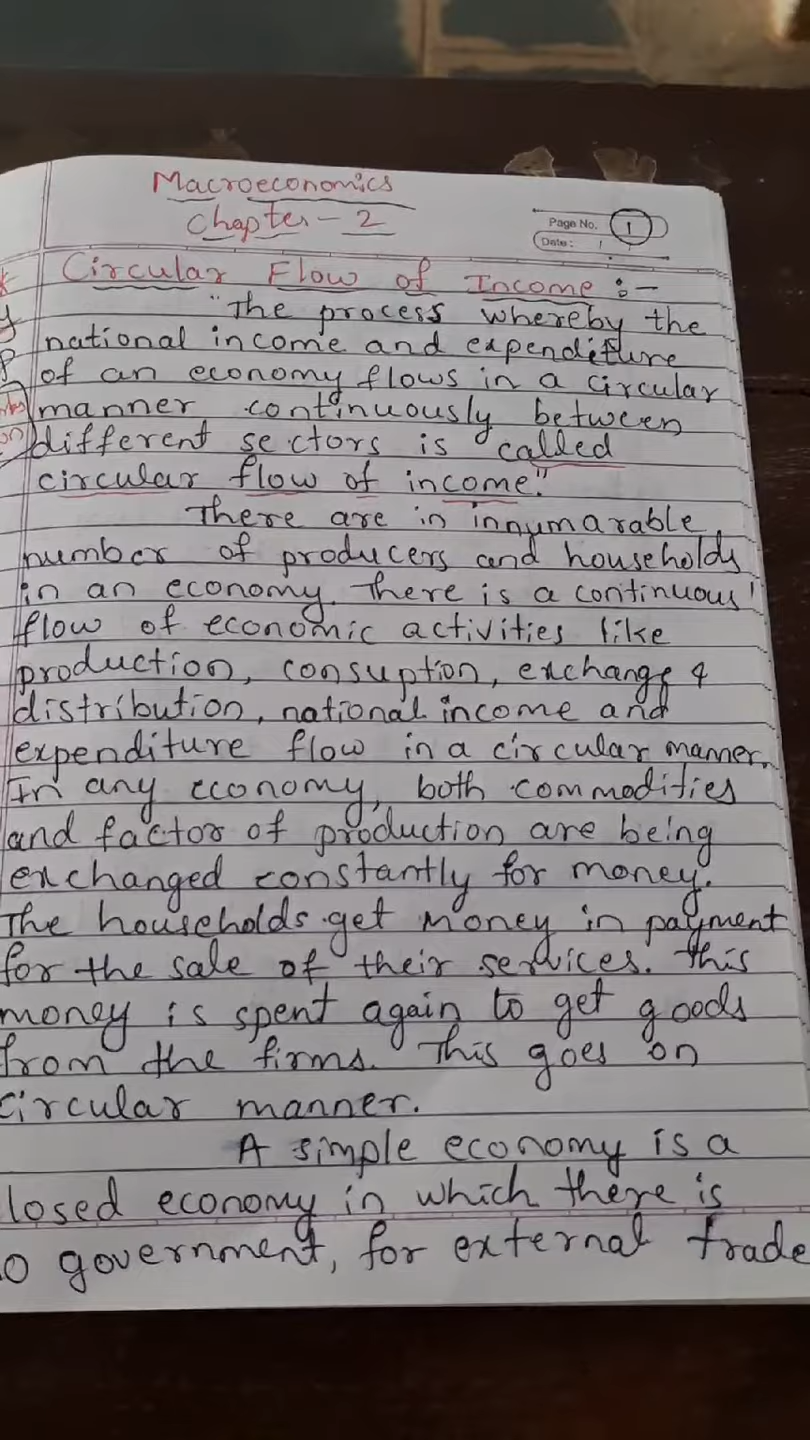 Macroeconomics
Chapter - 2
Page No. 1
Date : / /
Circular Flow of Income :-
"The process whereby the
national income and expenditure
of an economy flows in a circular
manner continuously between
different sectors is called
circular flow of income."
There are in innumarable
number of producers and households
in an economy. There is a continuous
flow of economic activities like
production, consuption, exchange &
distribution, national income and
expenditure flow in a circular manner.
In any economy, both commodities
and factor of production are being
exchanged constantly for money.
The households get money in payment
for the sale of their services. This
money is spent again to get goods
from the firms. This goes on
circular manner.
A simple economy is a
losed economy in which there is
o government, for external trade